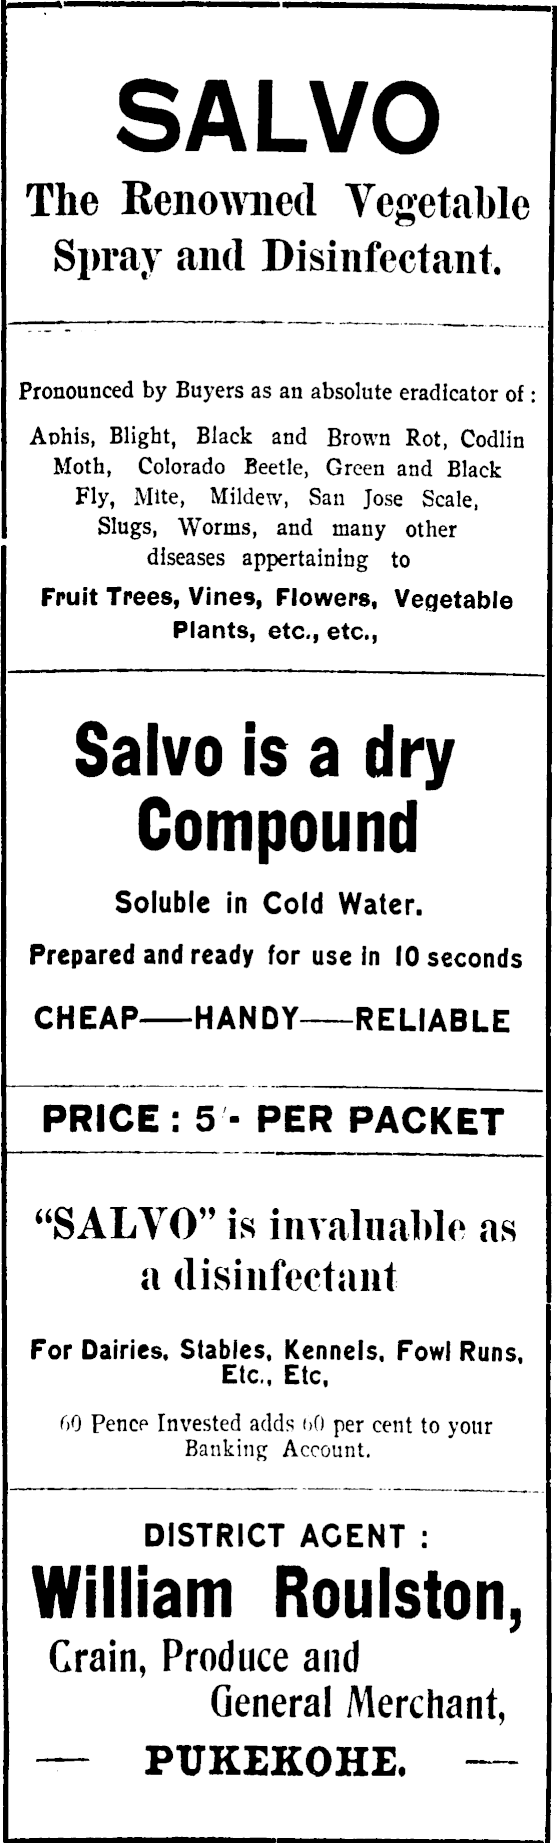 SALVO
The Renowned Vegetable
Spray and Disinfectant.
Pronounced by Buyers as an absolute eradicator of :
Aphis, Blight, Black and Brown Rot, Codlin
Moth, Colorado Beetle, Green and Black
Fly, Mite, Mildew, San Jose Scale,
Slugs, Worms, and many other
diseases appertaining to
Fruit Trees, Vines, Flowers, Vegetable
Plants, etc., etc.,
Salvo is a dry
Compound
Soluble in Cold Water.
Prepared and ready for use in 10 seconds
CHEAP——HANDY——RELIABLE
PRICE : 5/- PER PACKET
“SALVO” is invaluable as
a disinfectant
For Dairies, Stables, Kennels, Fowl Runs,
Etc., Etc,
60 Pence Invested adds 60 per cent to your
Banking Account.
DISTRICT AGENT :
William Roulston,
Grain, Produce and
General Merchant,
— PUKEKOHE. —